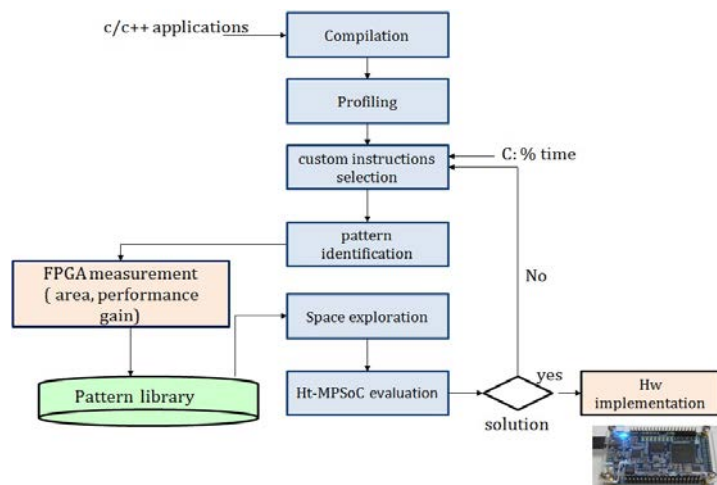 c/c++ applications
Compilation
Profiling
custom instructions
selection
C: % time
pattern
identification
FPGA measurement
( area, performance
gain)
No
Space exploration
Pattern library
Ht-MPSoC evaluation
yes
solution
Hw
implementation